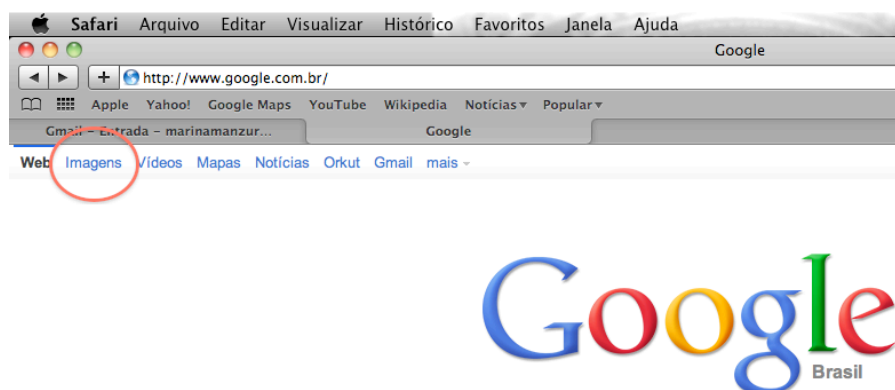 Safari Arquivo Editar Visualizar Histórico Favoritos Janela Ajuda
Google
http://www.google.com.br/
Apple Yahoo! Google Maps YouTube Wikipedia Notícias Popular
Gmail – Entrada – marinamanzur... Google
Web Imagens Vídeos Mapas Notícias Orkut Gmail mais
Google
Brasil